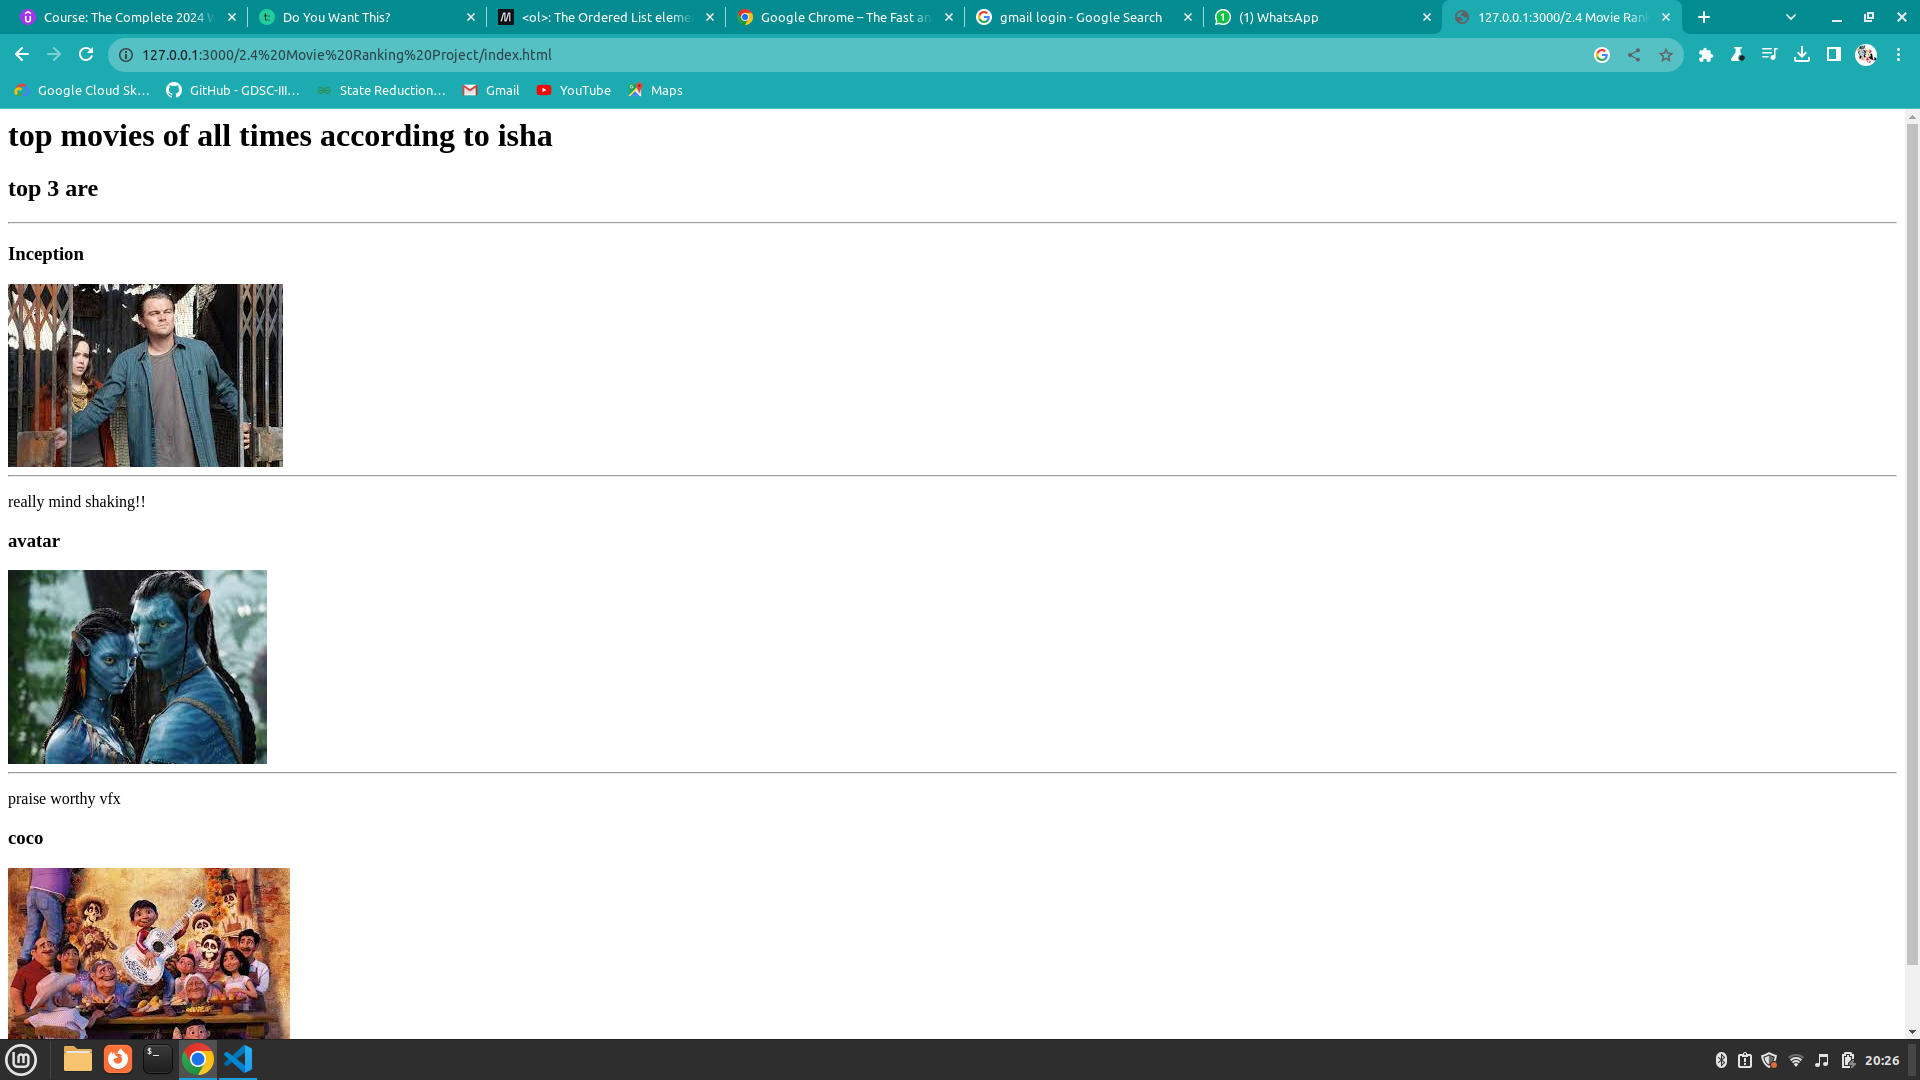 Course: The Complete 2024 W
Do You Want This?
<ol>: The Ordered List eleme
Google Chrome – The Fast an
gmail login - Google Search
(1) WhatsApp
127.0.0.1:3000/2.4 Movie Ran
127.0.0.1:3000/2.4%20Movie%20Ranking%20Project/index.html
Google Cloud Sk...
GitHub - GDSC-III...
State Reduction...
Gmail
YouTube
Maps
top movies of all times according to isha
top 3 are
Inception
really mind shaking!!
avatar
praise worthy vfx
coco
20:26